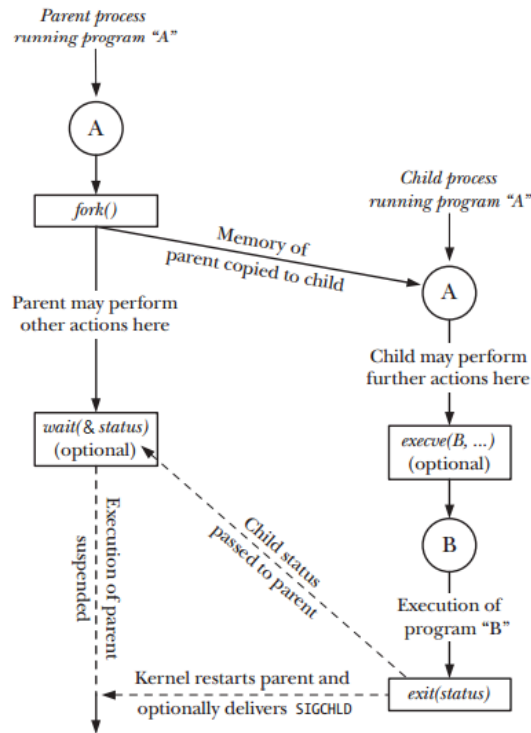 Parent process
running program “A”
A
fork()
Child process
running program “A”
Memory of
parent copied to child
A
Parent may perform
other actions here
Child may perform
further actions here
wait(& status)
(optional)
execve(B, ...)
(optional)
B
Execution of parent
suspended
Child status
passed to parent
Execution of
program “B”
Kernel restarts parent and
optionally delivers SIGCHLD
exit(status)